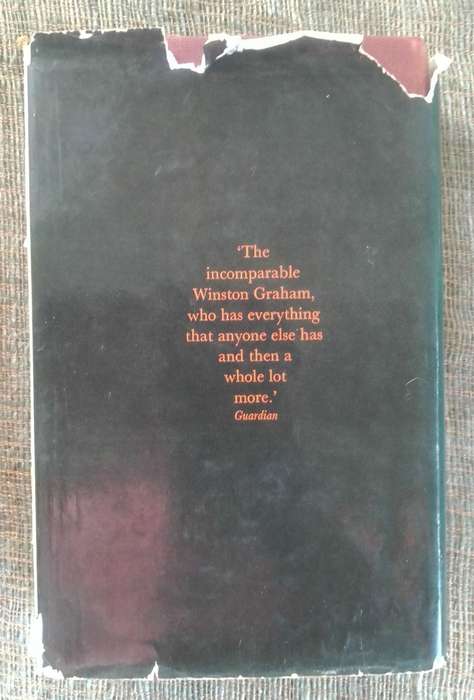 ‘The
incomparable
Winston Graham,
who has everything
that anyone else has
and then a
whole lot
more.’
Guardian